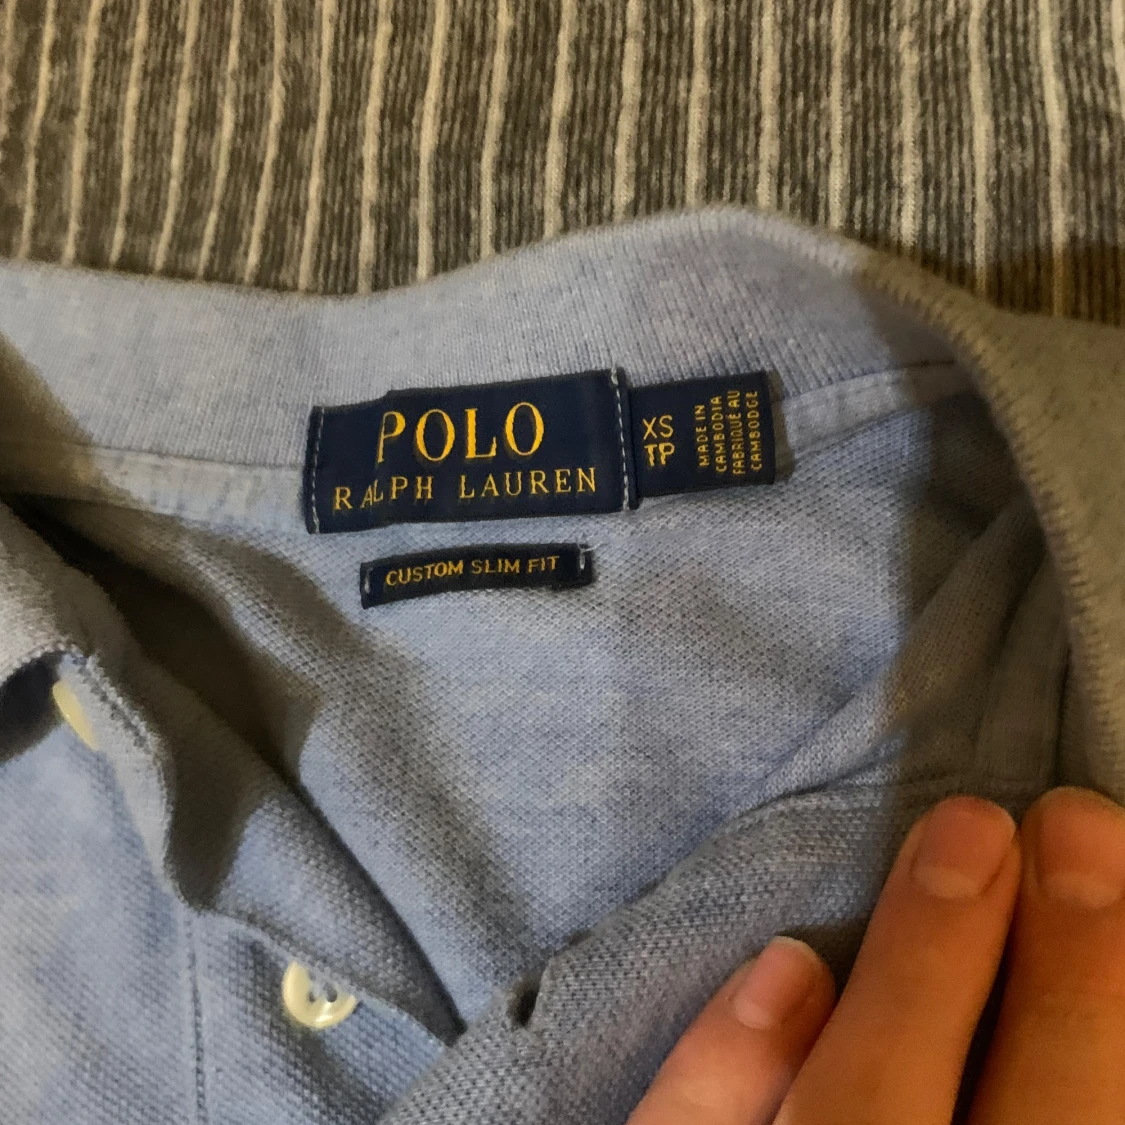 POLO
RALPH LAUREN
XS
TP
MADE IN
CAMBODIA
FABRIQUÉ AU
CAMBODGE
CUSTOM SLIM FIT